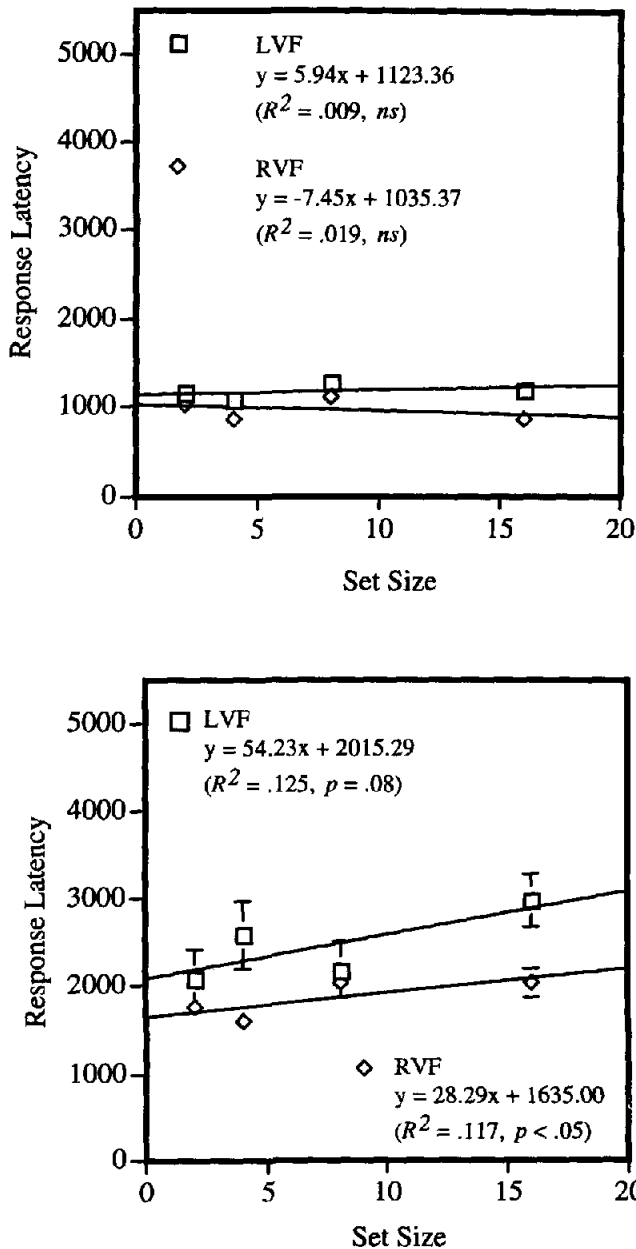 5000
4000
3000
2000
1000
0
Response Latency
LVF
y = 5.94x + 1123.36
(R² = .009, ns)
RVF
y = -7.45x + 1035.37
(R² = .019, ns)
0 5 10 15 20
Set Size
5000
4000
3000
2000
1000
0
Response Latency
LVF
y = 54.23x + 2015.29
(R² = .125, p = .08)
RVF
y = 28.29x + 1635.00
(R² = .117, p < .05)
0 5 10 15 20
Set Size